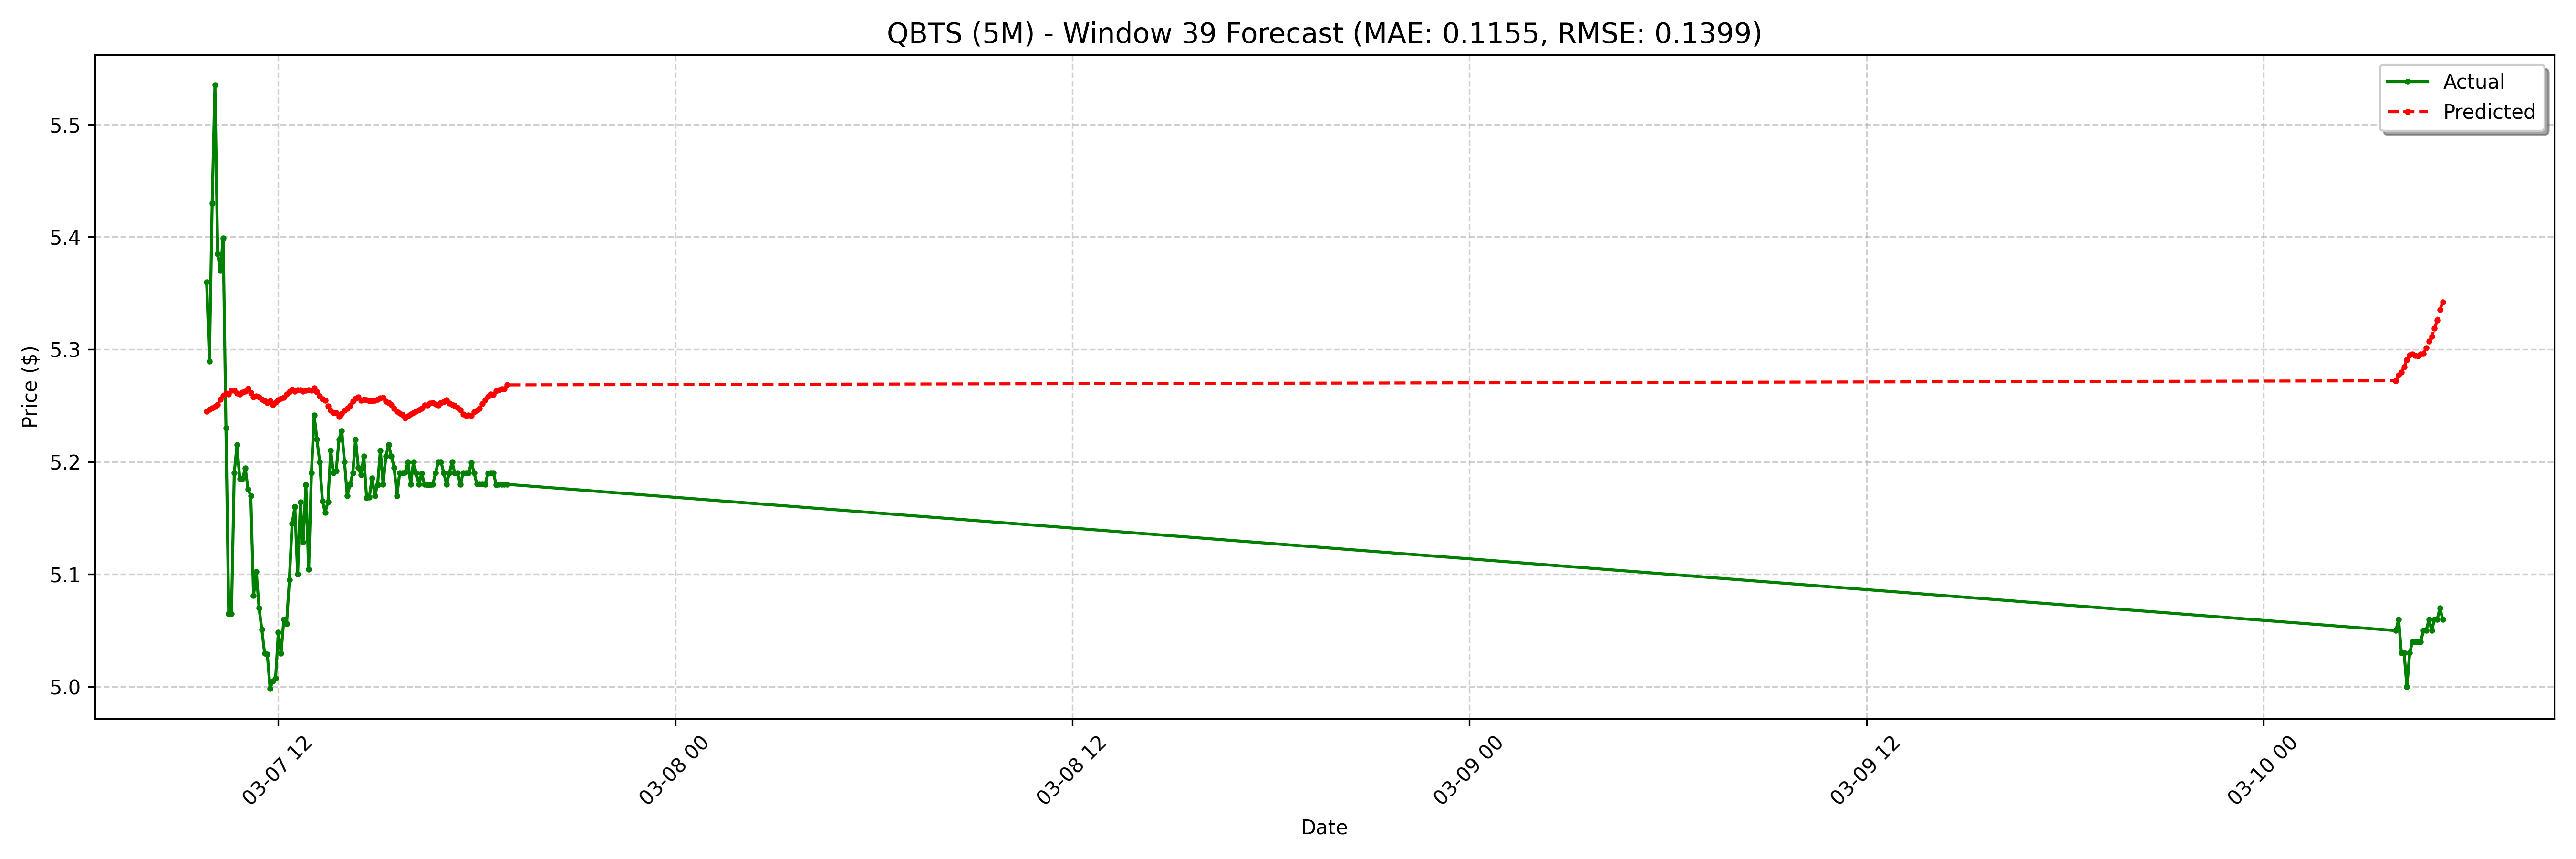 QBTS (5M) - Window 39 Forecast (MAE: 0.1155, RMSE: 0.1399)
Actual
Predicted
Price ($)
5.5
5.4
5.3
5.2
5.1
5.0
03-07 12
03-08 00
03-08 12
03-09 00
03-09 12
03-10 00
Date